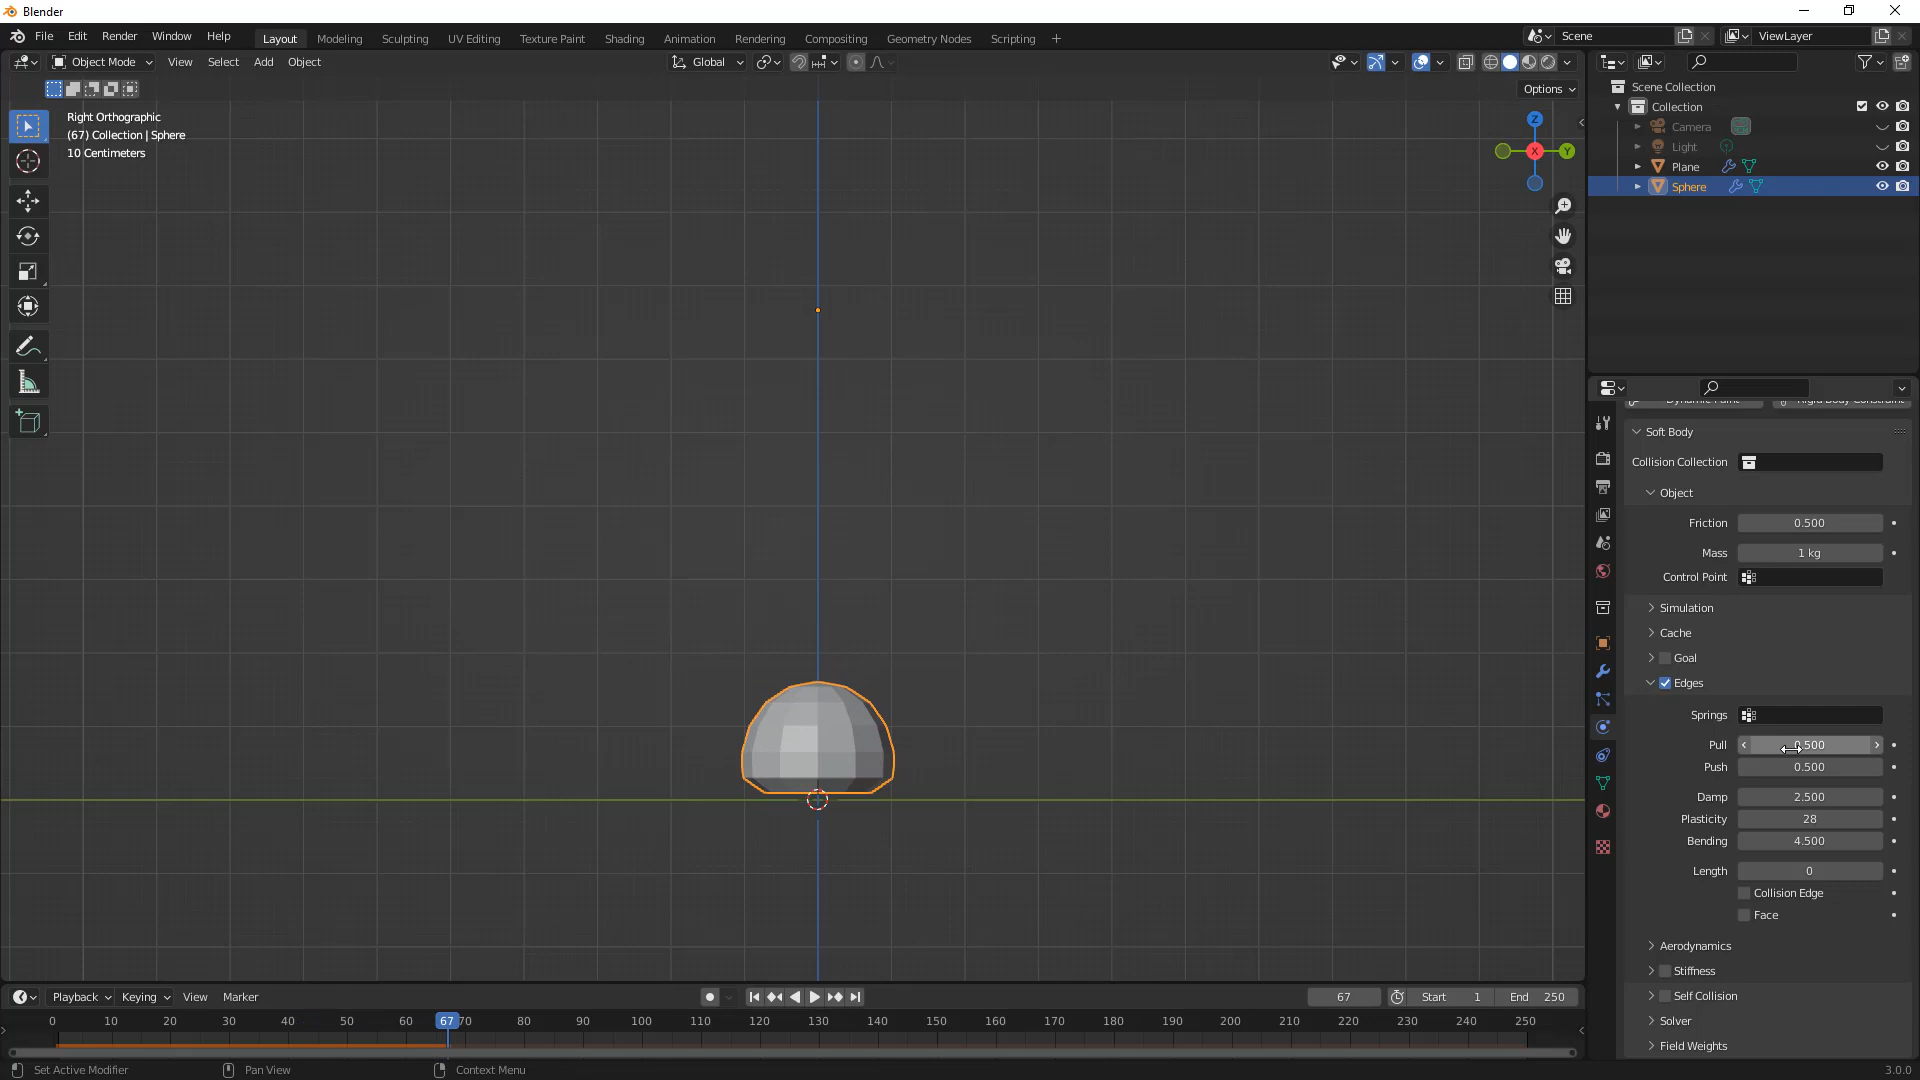 Blender
File Edit Render Window Help Layout Modeling Sculpting UV Editing Texture Paint Shading Animation Rendering Compositing Geometry Nodes Scripting + Scene ViewLayer
Object Mode View Select Add Object Global
Options
Right Orthographic
(67) Collection | Sphere
10 Centimeters
Z
X
Y
Scene Collection
Collection
Camera
Light
Plane
Sphere
Soft Body
Collision Collection
Object
Friction 0.500
Mass 1 kg
Control Point
Simulation
Cache
Goal
Edges
Springs
Pull 0.500
Push 0.500
Damp 2.500
Plasticity 28
Bending 4.500
Length 0
Collision Edge
Face
Aerodynamics
Stiffness
Self Collision
Solver
Field Weights
Playback Keying View Marker 67 Start 1 End 250
0 10 20 30 40 50 60 67 70 80 90 100 110 120 130 140 150 160 170 180 190 200 210 220 230 240 250
Set Active Modifier Pan View Context Menu 3.0.0